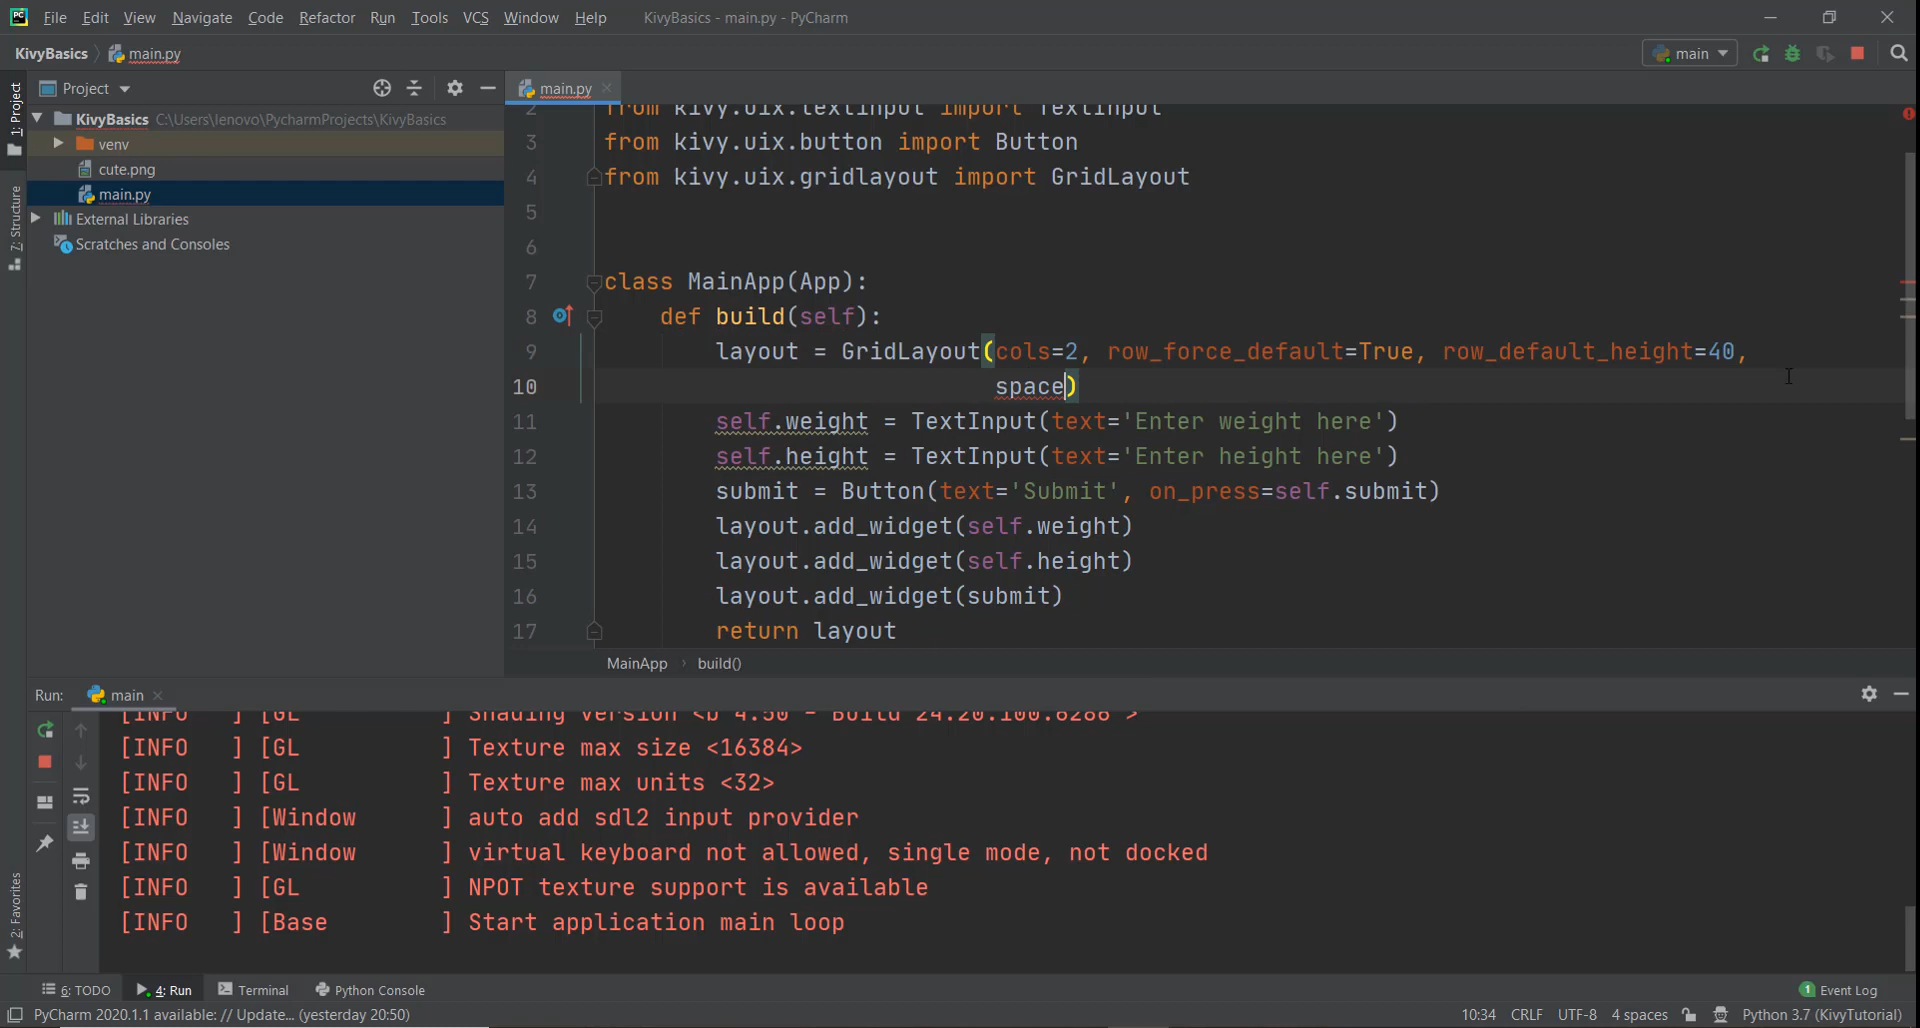 File Edit View Navigate Code Refactor Run Tools VCS Window Help KivyBasics - main.py - PyCharm
KivyBasics main.py main
Project main.py
1: Project
7: Structure
2: Favorites
KivyBasics C:\Users\lenovo\PycharmProjects\KivyBasics
venv
cute.png
main.py
External Libraries
Scratches and Consoles
2 from kivy.uix.textinput import TextInput
3 from kivy.uix.button import Button
4 from kivy.uix.gridlayout import GridLayout
5
6
7 class MainApp(App):
8 def build(self):
9 layout = GridLayout(cols=2, row_force_default=True, row_default_height=40,
10 space)
11 self.weight = TextInput(text='Enter weight here')
12 self.height = TextInput(text='Enter height here')
13 submit = Button(text='Submit', on_press=self.submit)
14 layout.add_widget(self.weight)
15 layout.add_widget(self.height)
16 layout.add_widget(submit)
17 return layout
MainApp › build()
Run: main
[INFO ] [GL ] Shading version <b'4.50 - Build 24.20.100.6286'>
[INFO ] [GL ] Texture max size <16384>
[INFO ] [GL ] Texture max units <32>
[INFO ] [Window ] auto add sdl2 input provider
[INFO ] [Window ] virtual keyboard not allowed, single mode, not docked
[INFO ] [GL ] NPOT texture support is available
[INFO ] [Base ] Start application main loop
6: TODO 4: Run Terminal Python Console 1 Event Log
PyCharm 2020.1.1 available: // Update... (yesterday 20:50) 10:34 CRLF UTF-8 4 spaces Python 3.7 (KivyTutorial)